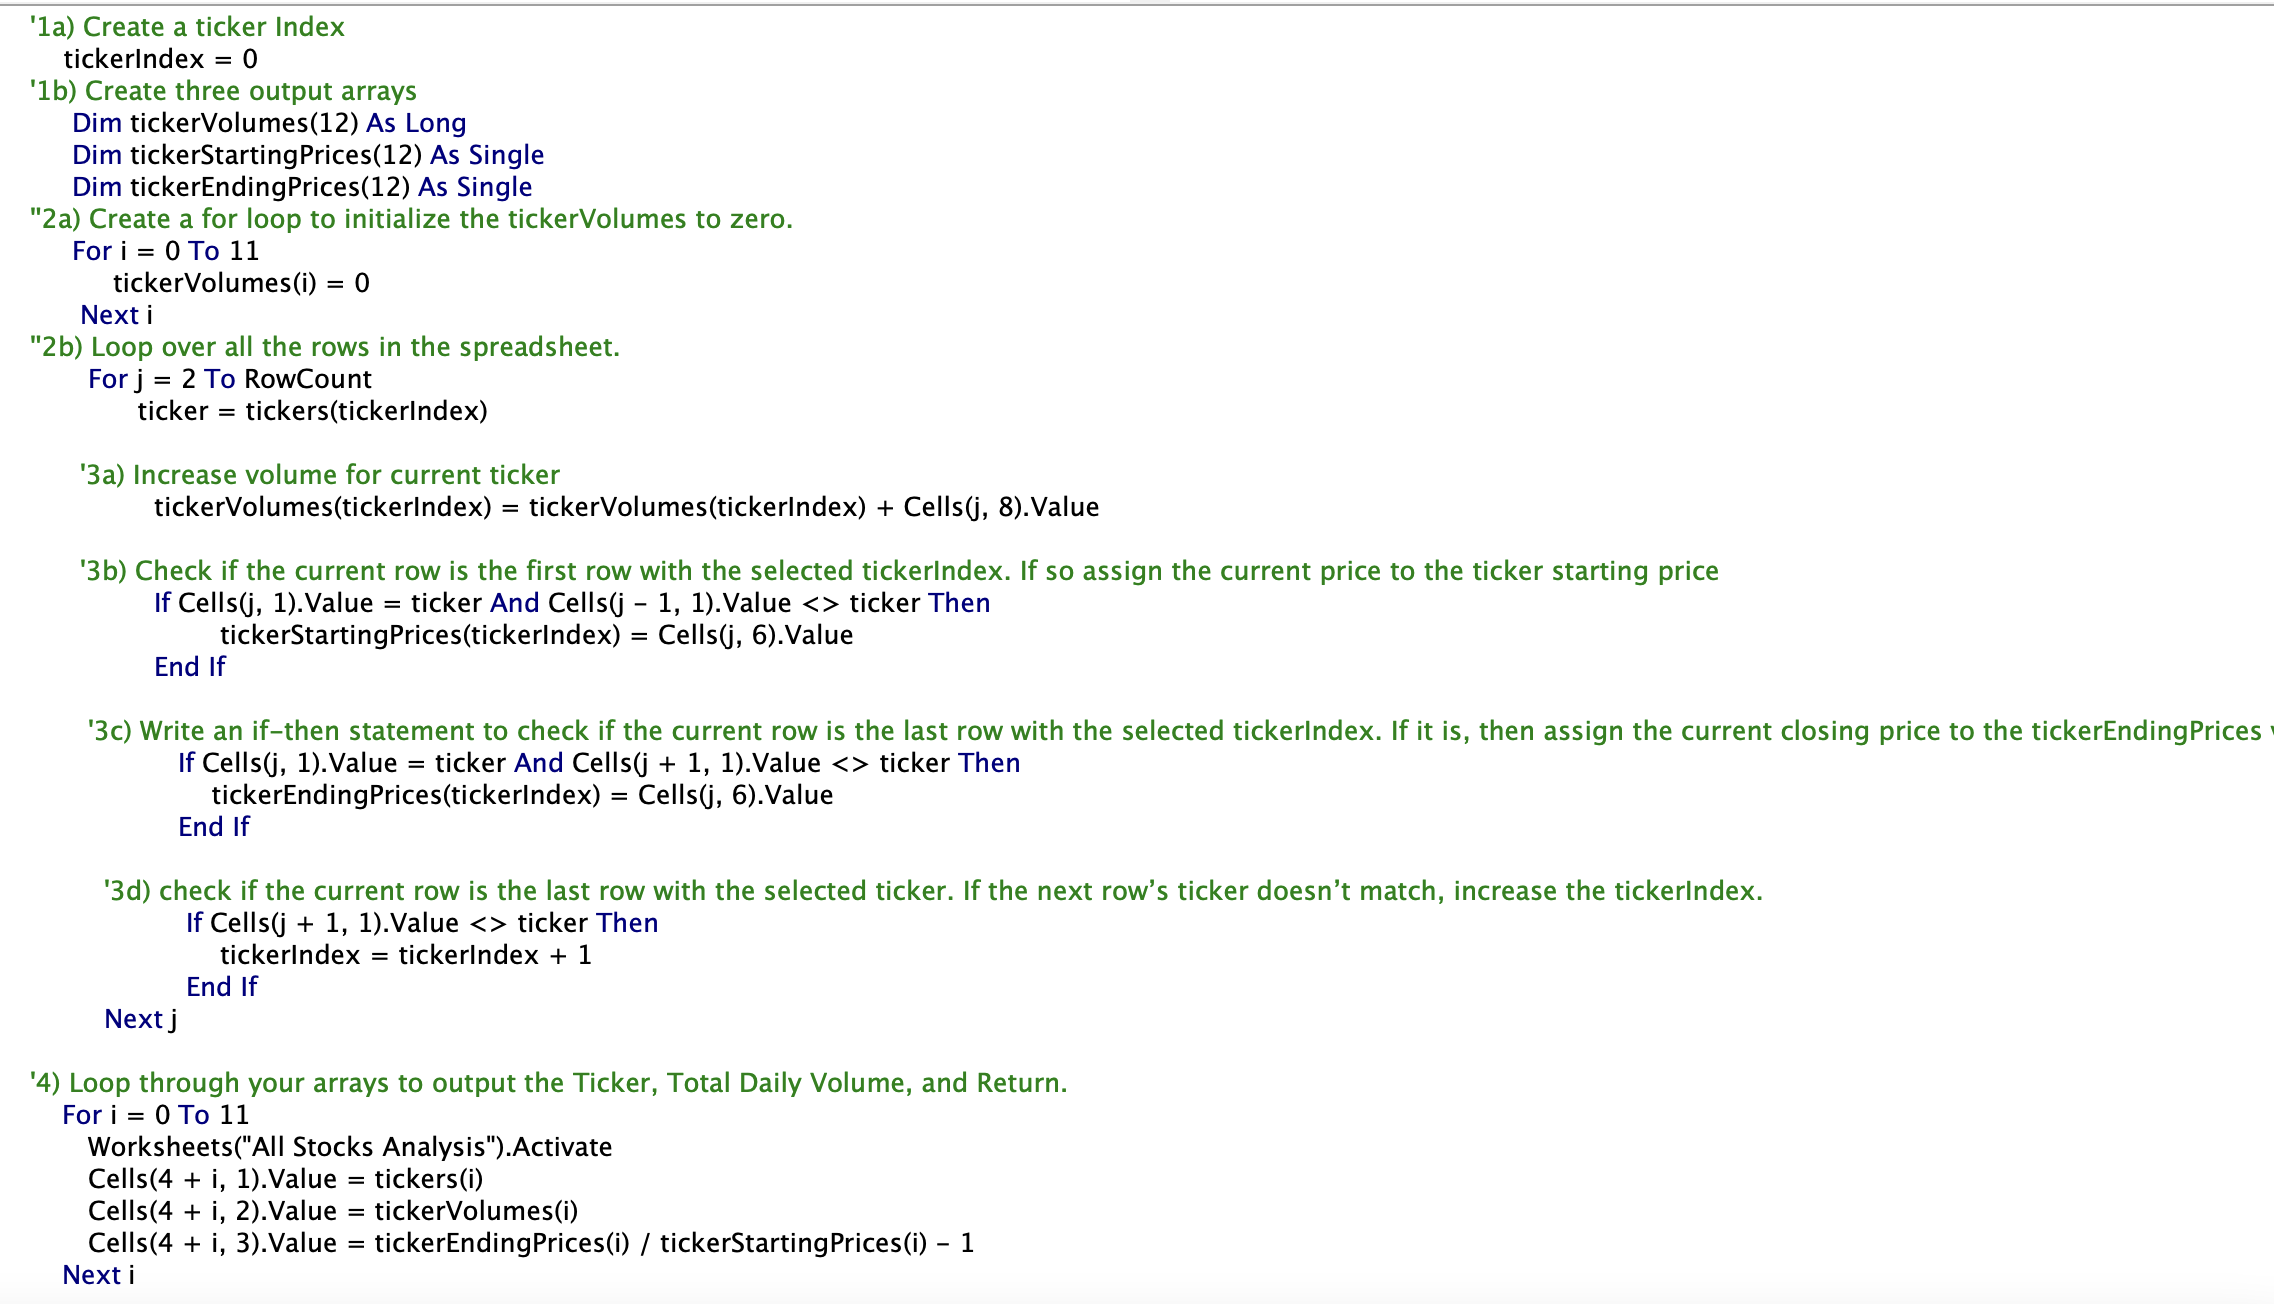 '1a) Create a ticker Index
tickerIndex = 0
'1b) Create three output arrays
Dim tickerVolumes(12) As Long
Dim tickerStartingPrices(12) As Single
Dim tickerEndingPrices(12) As Single
''2a) Create a for loop to initialize the tickerVolumes to zero.
For i = 0 To 11
tickerVolumes(i) = 0
Next i
''2b) Loop over all the rows in the spreadsheet.
For j = 2 To RowCount
ticker = tickers(tickerIndex)
'3a) Increase volume for current ticker
tickerVolumes(tickerIndex) = tickerVolumes(tickerIndex) + Cells(j, 8).Value
'3b) Check if the current row is the first row with the selected tickerIndex. If so assign the current price to the ticker starting price
If Cells(j, 1).Value = ticker And Cells(j - 1, 1).Value <> ticker Then
tickerStartingPrices(tickerIndex) = Cells(j, 6).Value
End If
'3c) Write an if-then statement to check if the current row is the last row with the selected tickerIndex. If it is, then assign the current closing price to the tickerEndingPrices
If Cells(j, 1).Value = ticker And Cells(j + 1, 1).Value <> ticker Then
tickerEndingPrices(tickerIndex) = Cells(j, 6).Value
End If
'3d) check if the current row is the last row with the selected ticker. If the next row’s ticker doesn’t match, increase the tickerIndex.
If Cells(j + 1, 1).Value <> ticker Then
tickerIndex = tickerIndex + 1
End If
Next j
'4) Loop through your arrays to output the Ticker, Total Daily Volume, and Return.
For i = 0 To 11
Worksheets("All Stocks Analysis").Activate
Cells(4 + i, 1).Value = tickers(i)
Cells(4 + i, 2).Value = tickerVolumes(i)
Cells(4 + i, 3).Value = tickerEndingPrices(i) / tickerStartingPrices(i) - 1
Next i